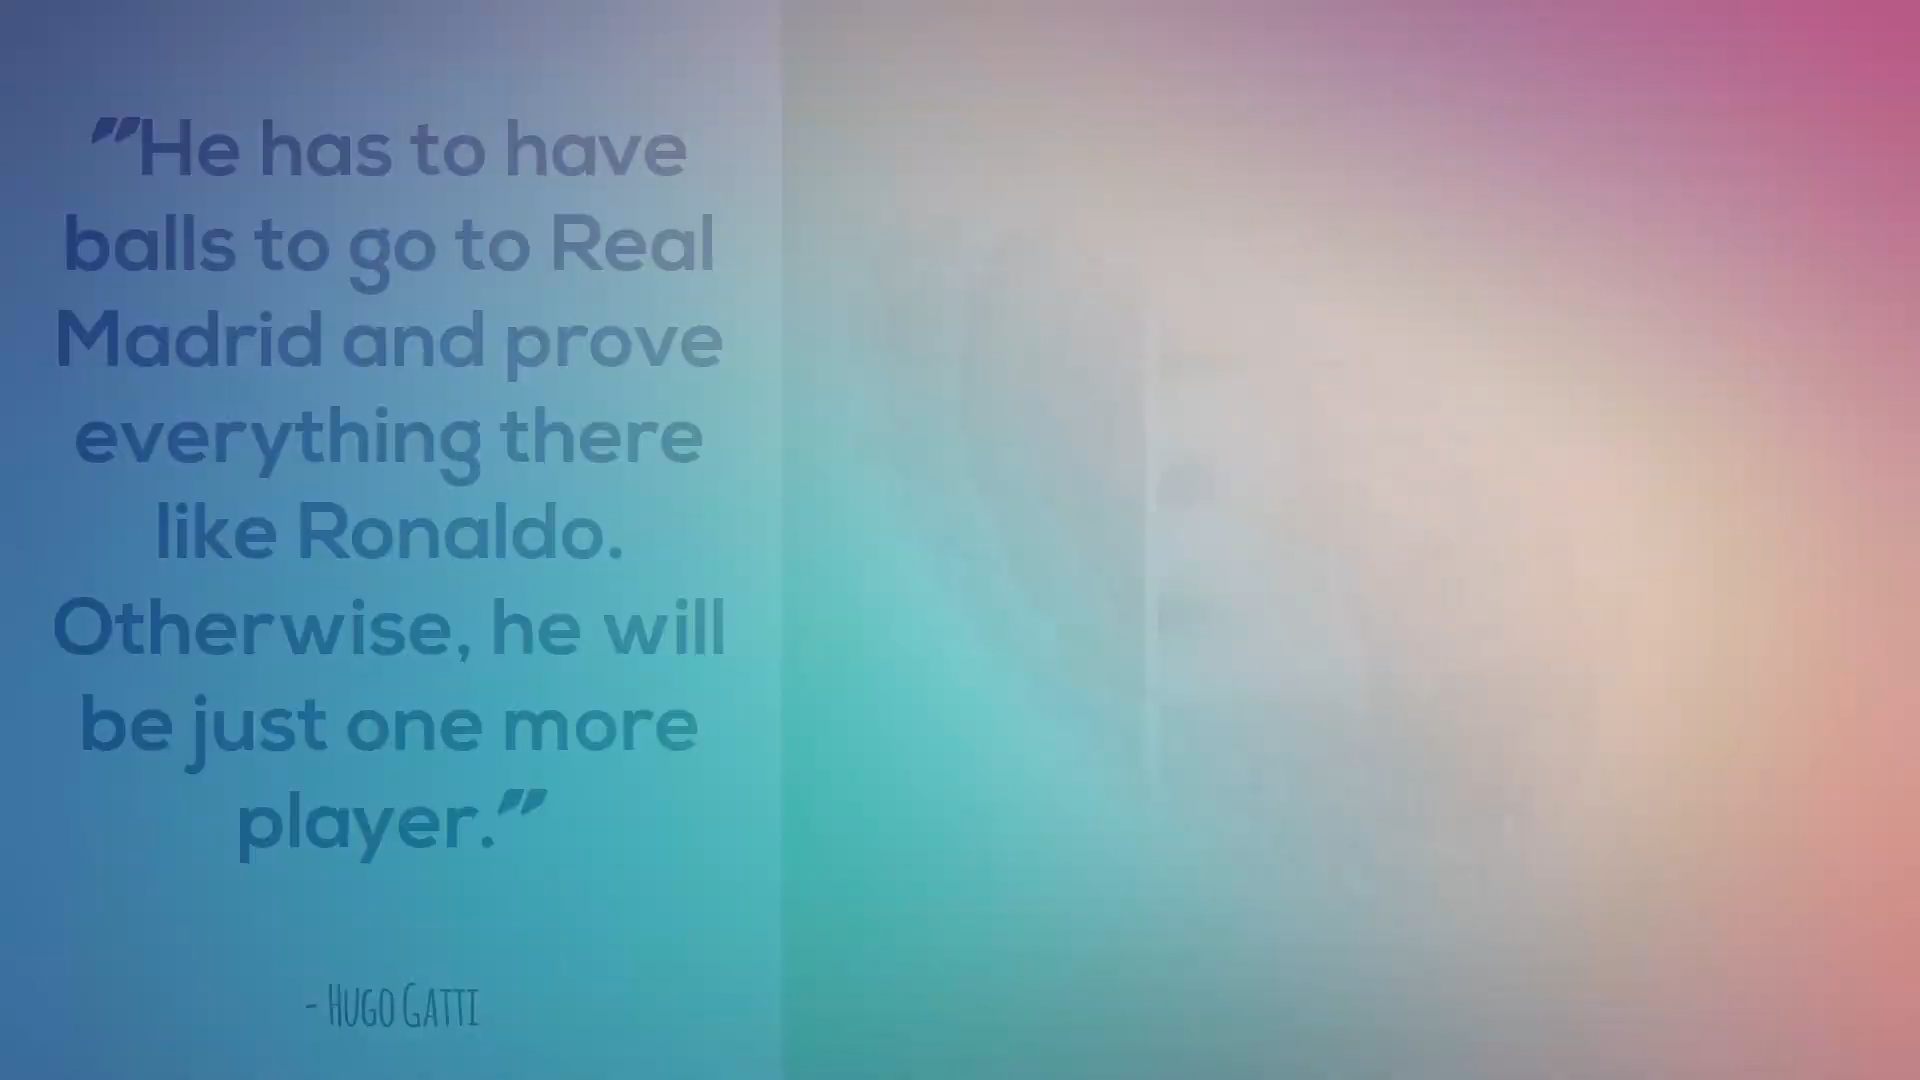 "He has to have
balls to go to Real
Madrid and prove
everything there
like Ronaldo.
Otherwise, he will
be just one more
player."
- Hugo Gatti